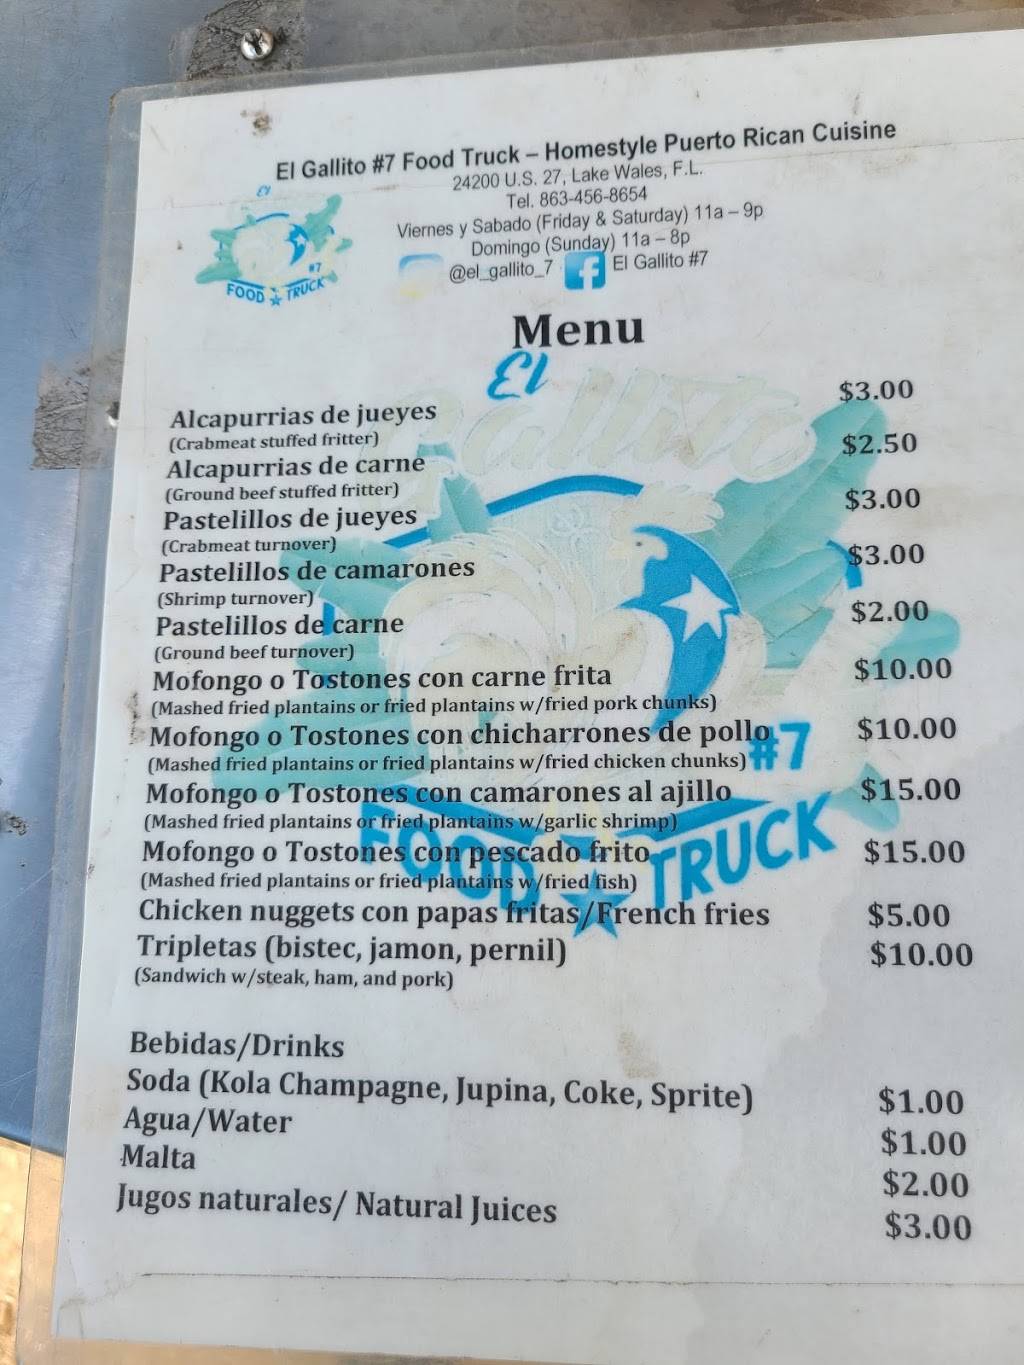 El Gallito #7 Food Truck – Homestyle Puerto Rican Cuisine
24200 U.S. 27, Lake Wales, F.L.
Tel. 863-456-8654
Viernes y Sabado (Friday & Saturday) 11a – 9p
Domingo (Sunday) 11a – 8p
@el_gallito_7 f El Gallito #7
El
#7
FOOD TRUCK
Menu
El
Gallito
#7
FOOD TRUCK
Alcapurrias de jueyes $3.00
(Crabmeat stuffed fritter)
Alcapurrias de carne $2.50
(Ground beef stuffed fritter)
Pastelillos de jueyes $3.00
(Crabmeat turnover)
Pastelillos de camarones $3.00
(Shrimp turnover)
Pastelillos de carne $2.00
(Ground beef turnover)
Mofongo o Tostones con carne frita $10.00
(Mashed fried plantains or fried plantains w/fried pork chunks)
Mofongo o Tostones con chicharrones de pollo $10.00
(Mashed fried plantains or fried plantains w/fried chicken chunks)
Mofongo o Tostones con camarones al ajillo $15.00
(Mashed fried plantains or fried plantains w/garlic shrimp)
Mofongo o Tostones con pescado frito $15.00
(Mashed fried plantains or fried plantains w/fried fish)
Chicken nuggets con papas fritas/French fries $5.00
Tripletas (bistec, jamon, pernil) $10.00
(Sandwich w/steak, ham, and pork)
Bebidas/Drinks
Soda (Kola Champagne, Jupina, Coke, Sprite) $1.00
Agua/Water $1.00
Malta $2.00
Jugos naturales/ Natural Juices $3.00